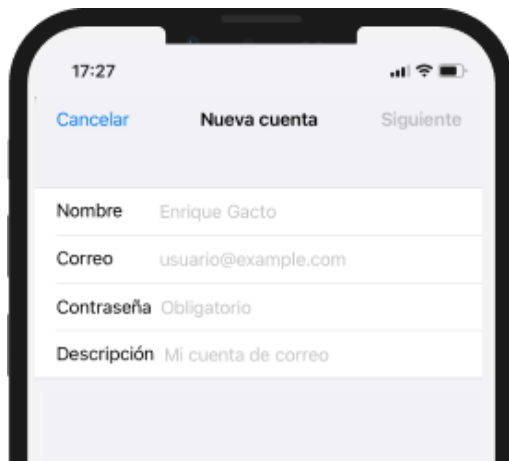 17:27
Cancelar Nueva cuenta Siguiente
Nombre Enrique Gacto
Correo usuario@example.com
Contraseña Obligatorio
Descripción Mi cuenta de correo